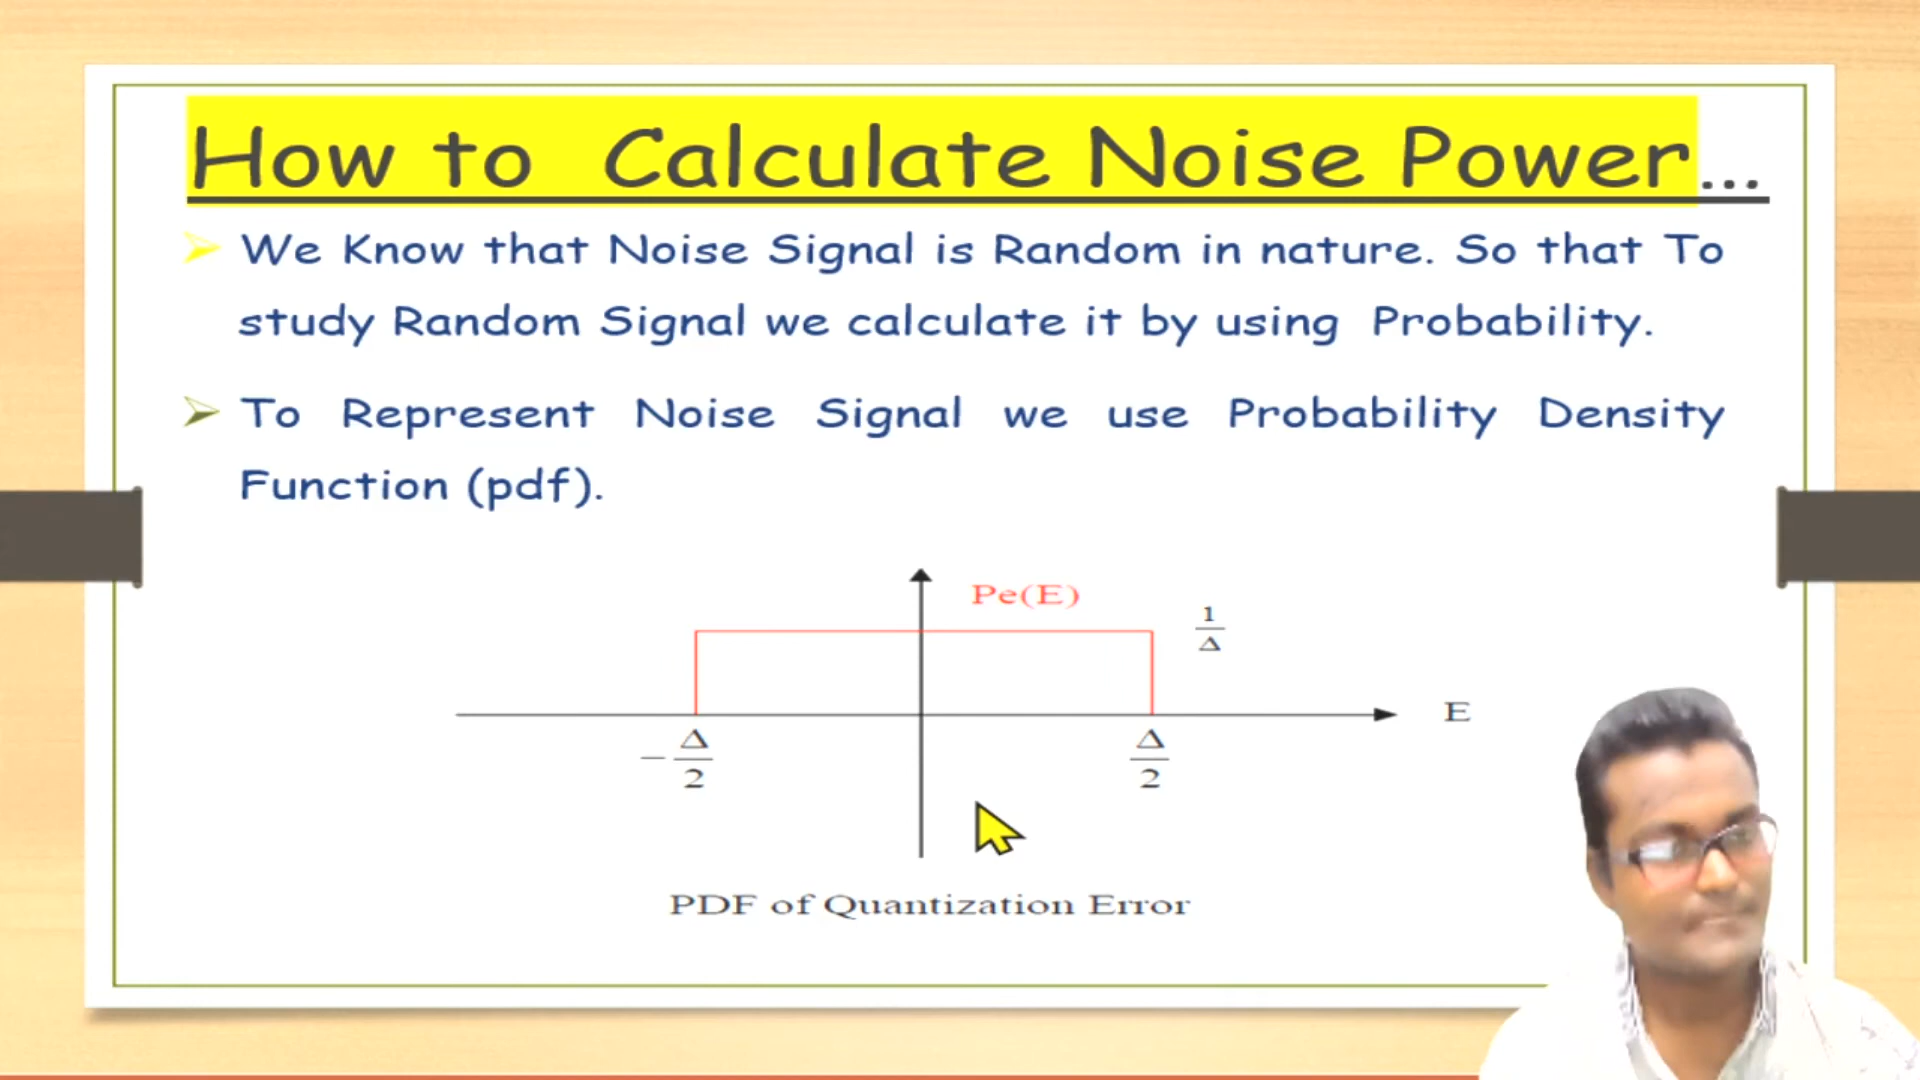 How to Calculate Noise Power...
We Know that Noise Signal is Random in nature. So that To
study Random Signal we calculate it by using Probability.
To Represent Noise Signal we use Probability Density
Function (pdf).
Pe(E)
1
Δ
E
− Δ
2
Δ
2
PDF of Quantization Error